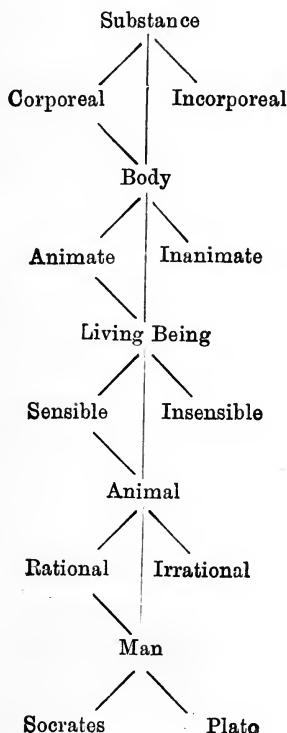 Substance
Corporeal Incorporeal
Body
Animate Inanimate
Living Being
Sensible Insensible
Animal
Rational Irrational
Man
Socrates Plato